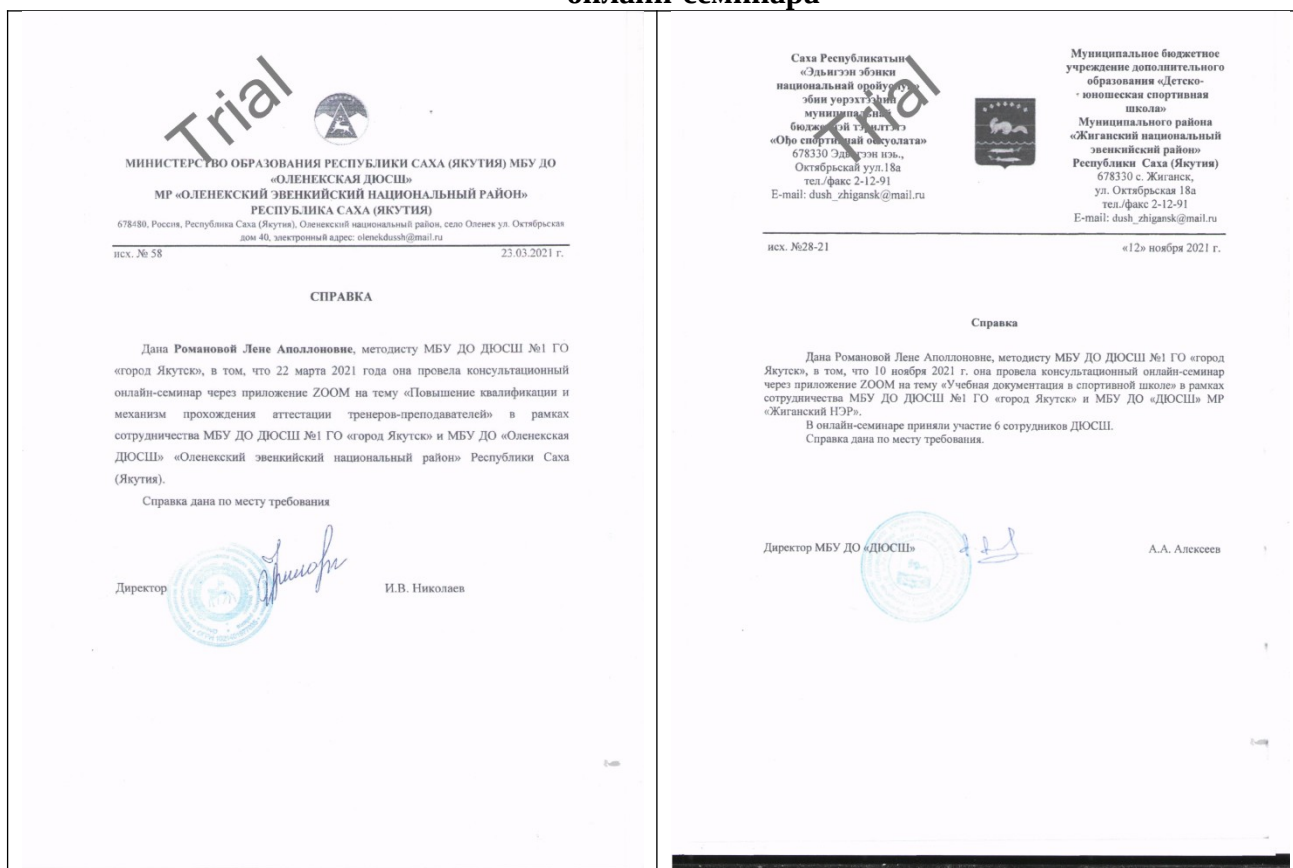 онлайн-семинара
Trial
МИНИСТЕРСТВО ОБРАЗОВАНИЯ РЕСПУБЛИКИ САХА (ЯКУТИЯ) МБУ ДО
«ОЛЕНЕКСКАЯ ДЮСШ»
МР «ОЛЕНЕКСКИЙ ЭВЕНКИЙСКИЙ НАЦИОНАЛЬНЫЙ РАЙОН»
РЕСПУБЛИКА САХА (ЯКУТИЯ)
678480, Россия, Республика Саха (Якутия), Оленекский национальный район, село Оленек ул. Октябрьская
дом 40, электронный адрес: olenekdussh@mail.ru
исх. № 58 23.03.2021 г.
СПРАВКА
Дана Романовой Лене Аполлоновне, методисту МБУ ДО ДЮСШ №1 ГО
«город Якутск», в том, что 22 марта 2021 года она провела консультационный
онлайн-семинар через приложение ZOOM на тему «Повышение квалификации и
механизм прохождения аттестации тренеров-преподавателей» в рамках
сотрудничества МБУ ДО ДЮСШ №1 ГО «город Якутск» и МБУ ДО «Оленекская
ДЮСШ» «Оленекский эвенкийский национальный район» Республики Саха
(Якутия).
Справка дана по месту требования
Директор И.В. Николаев
Trial
Саха Республикатын
«Эдьигээн эбэнки
национальнай
эбии
бюджетнай
«Оҕо
678330 Эдьигээн нэһ.,
Октябрьскай уул.18а
тел./факс 2-12-91
E-mail: dush_zhigansk@mail.ru
Муниципальное бюджетное
учреждение дополнительного
образования «Детско-
юношеская спортивная
школа»
Муниципального района
«Жиганский национальный
эвенкийский район»
Республики Саха (Якутия)
678330 с. Жиганск,
ул. Октябрьская 18а
тел./факс 2-12-91
E-mail: dush_zhigansk@mail.ru
исх. №28-21 «12» ноября 2021 г.
Справка
Дана Романовой Лене Аполлоновне, методисту МБУ ДО ДЮСШ №1 ГО «город
Якутск», в том, что 10 ноября 2021 г. она провела консультационный онлайн-семинар
через приложение ZOOM на тему «Учебная документация в спортивной школе» в рамках
сотрудничества МБУ ДО ДЮСШ №1 ГО «город Якутск» и МБУ ДО «ДЮСШ» МР
«Жиганский НЭР».
В онлайн-семинаре приняли участие 6 сотрудников ДЮСШ.
Справка дана по месту требования.
Директор МБУ ДО «ДЮСШ» А.А. Алексеев